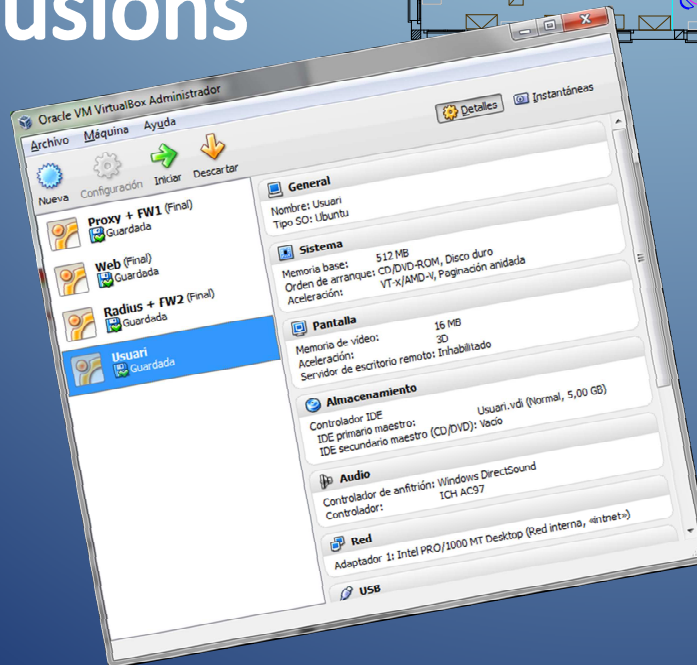 usions
Oracle VM VirtualBox Administrador
Archivo Máquina Ayuda
Nueva Configuración Iniciar Descartar
Detalles Instantáneas
Proxy + FW1 (Final)
Guardada
Web (Final)
Guardada
Radius + FW2 (Final)
Guardada
Usuari
Guardada
General
Nombre: Usuari
Tipo SO: Ubuntu
Sistema
Memoria base: 512 MB
Orden de arranque: CD/DVD-ROM, Disco duro
Aceleración: VT-x/AMD-V, Paginación anidada
Pantalla
Memoria de vídeo: 16 MB
Aceleración: 3D
Servidor de escritorio remoto: Inhabilitado
Almacenamiento
Controlador IDE
IDE primario maestro: Usuari.vdi (Normal, 5,00 GB)
IDE secundario maestro (CD/DVD): Vacío
Audio
Controlador de anfitrión: Windows DirectSound
Controlador: ICH AC97
Red
Adaptador 1: Intel PRO/1000 MT Desktop (Red interna, «intnet»)
USB